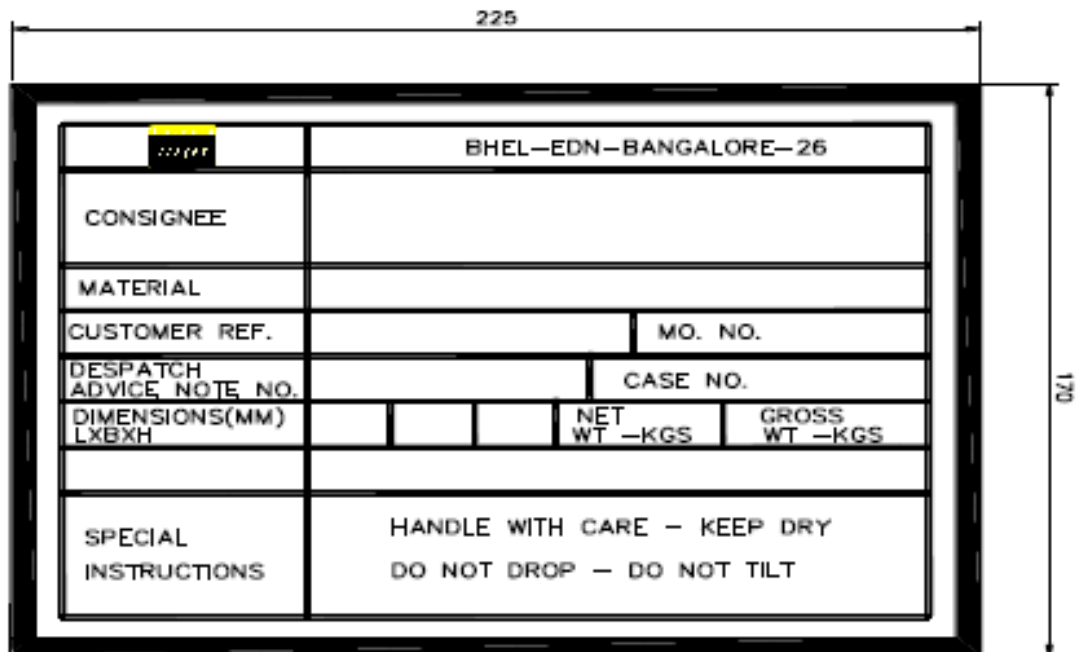 225
BHEL-EDN-BANGALORE-26
CONSIGNEE
MATERIAL
CUSTOMER REF.
MO. NO.
DESPATCH
ADVICE NOTE NO.
CASE NO.
DIMENSIONS(MM)
LXBXH
NET
WT -KGS
GROSS
WT -KGS
SPECIAL
INSTRUCTIONS
HANDLE WITH CARE - KEEP DRY
DO NOT DROP - DO NOT TILT
170